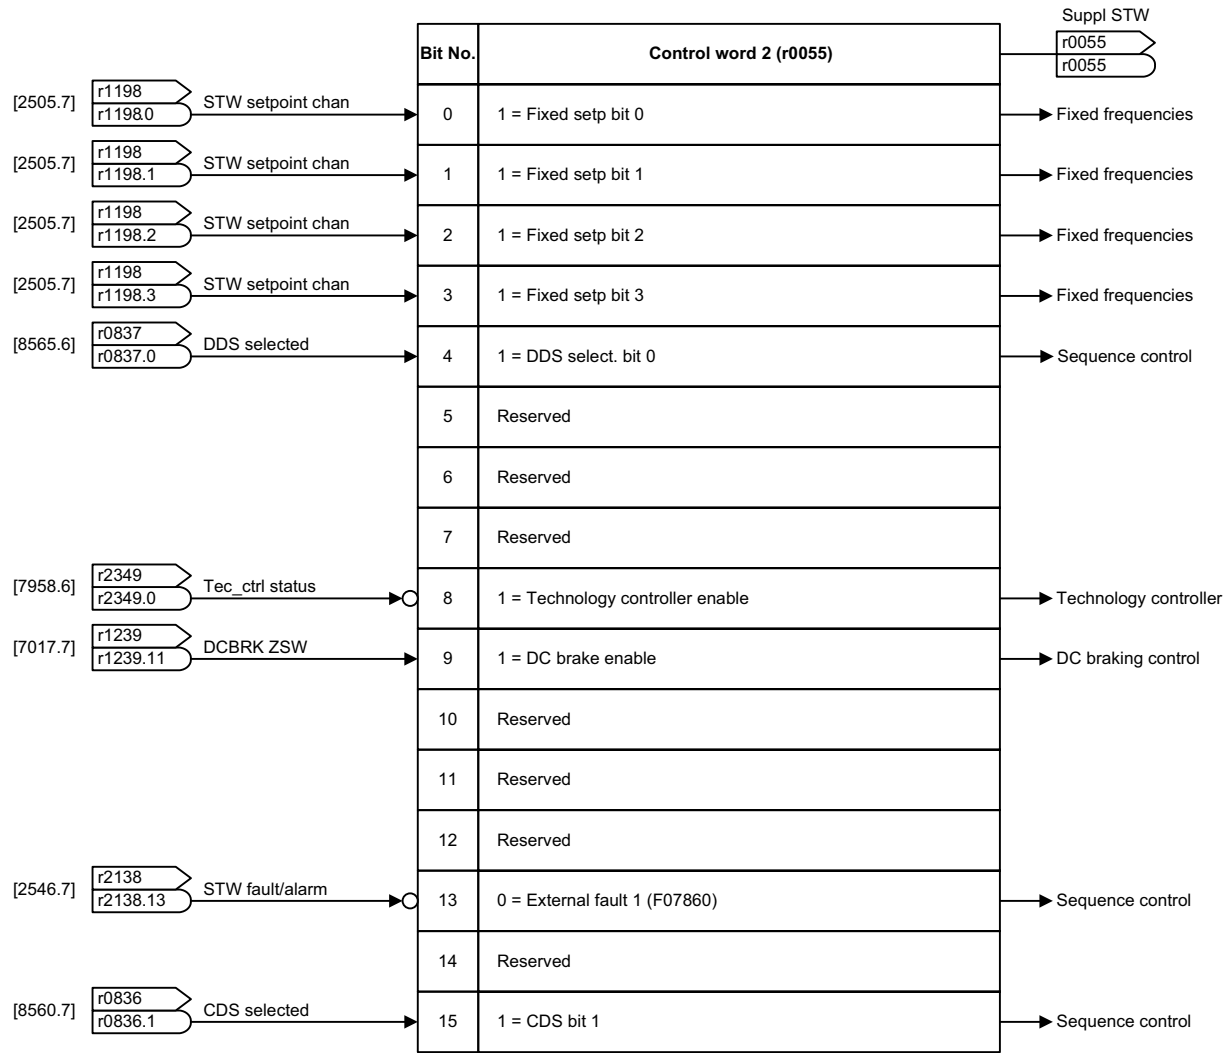 Suppl STW
Bit No. Control word 2 (r0055) r0055
r0055
[2505.7] r1198 STW setpoint chan
r1198.0 0 1 = Fixed setp bit 0 Fixed frequencies
[2505.7] r1198 STW setpoint chan
r1198.1 1 1 = Fixed setp bit 1 Fixed frequencies
[2505.7] r1198 STW setpoint chan
r1198.2 2 1 = Fixed setp bit 2 Fixed frequencies
[2505.7] r1198 STW setpoint chan
r1198.3 3 1 = Fixed setp bit 3 Fixed frequencies
[8565.6] r0837 DDS selected
r0837.0 4 1 = DDS select. bit 0 Sequence control
5 Reserved
6 Reserved
7 Reserved
[7958.6] r2349 Tec_ctrl status
r2349.0 8 1 = Technology controller enable Technology controller
[7017.7] r1239 DCBRK ZSW
r1239.11 9 1 = DC brake enable DC braking control
10 Reserved
11 Reserved
12 Reserved
[2546.7] r2138 STW fault/alarm
r2138.13 13 0 = External fault 1 (F07860) Sequence control
14 Reserved
[8560.7] r0836 CDS selected
r0836.1 15 1 = CDS bit 1 Sequence control